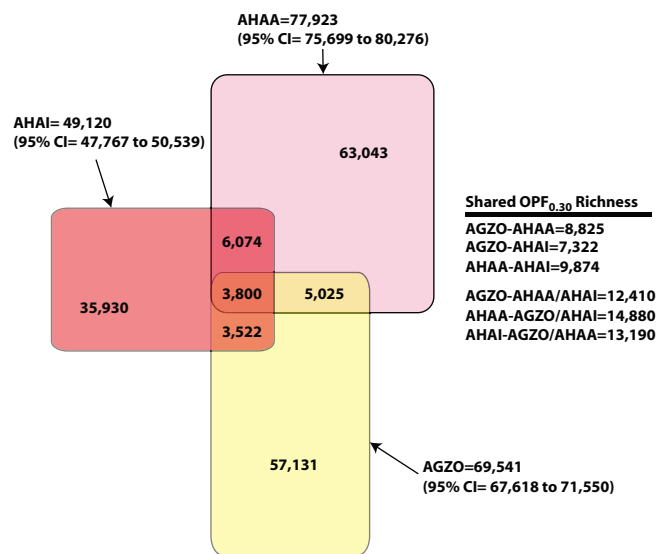 AHAA=77,923
(95% CI= 75,699 to 80,276)
AHAI= 49,120
(95% CI= 47,767 to 50,539)
63,043
6,074
3,800
5,025
35,930
3,522
57,131
Shared OPF0.30 Richness
AGZO-AHAA=8,825
AGZO-AHAI=7,322
AHAA-AHAI=9,874
AGZO-AHAA/AHAI=12,410
AHAA-AGZO/AHAI=14,880
AHAI-AGZO/AHAA=13,190
AGZO=69,541
(95% CI= 67,618 to 71,550)